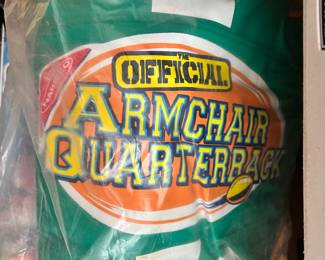 THE
OFFICIAL
ARMCHAIR
QUARTERBACK